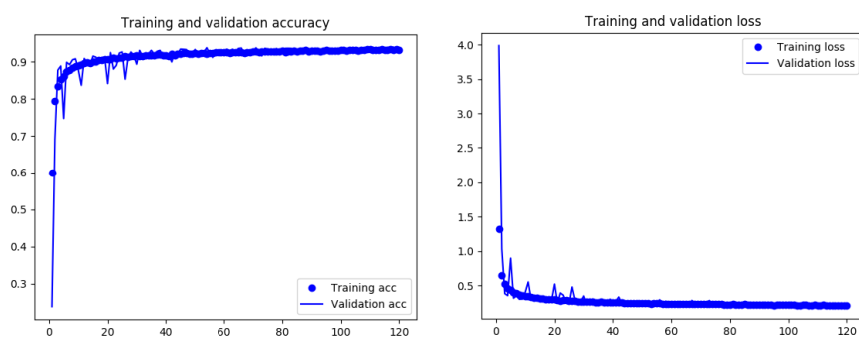 Training and validation accuracy
0.9
0.8
0.7
0.6
0.5
0.4
0.3
Training acc
Validation acc
0 20 40 60 80 100 120
Training and validation loss
4.0
3.5
3.0
2.5
2.0
1.5
1.0
0.5
Training loss
Validation loss
0 20 40 60 80 100 120